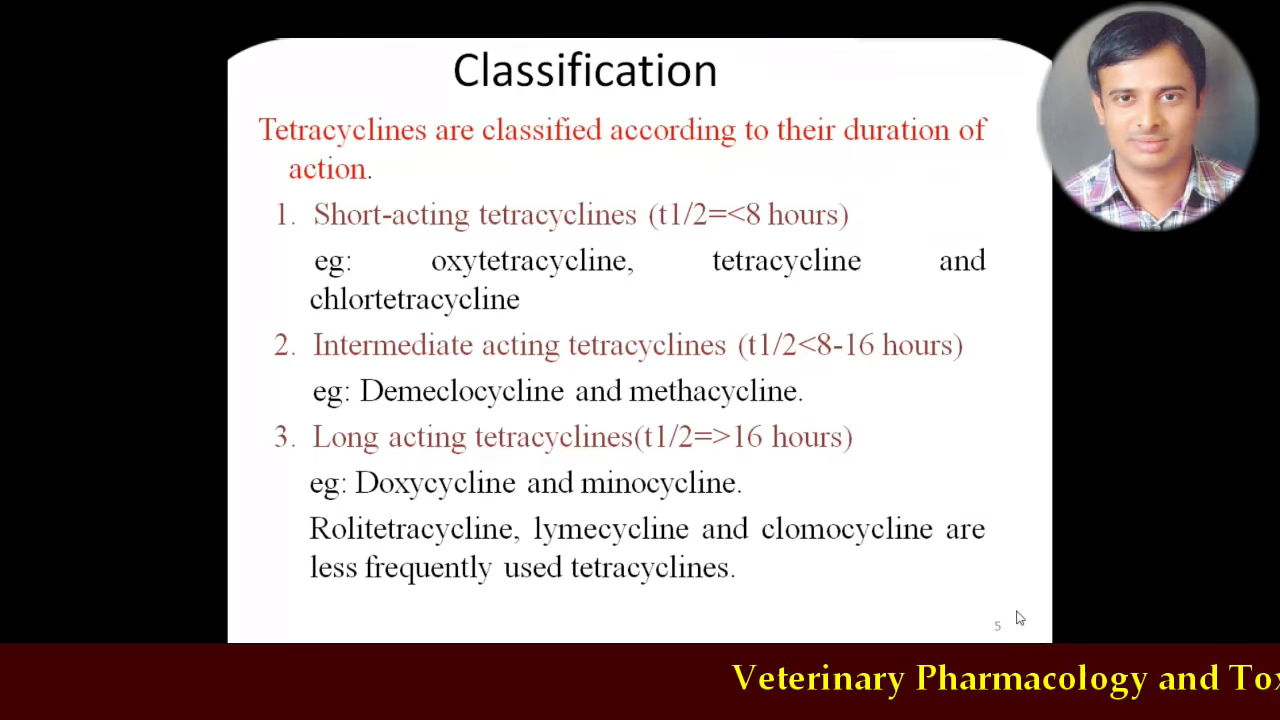 Classification
Tetracyclines are classified according to their duration of
action.
1. Short-acting tetracyclines (t1/2=<8 hours)
eg: oxytetracycline, tetracycline and
chlortetracycline
2. Intermediate acting tetracyclines (t1/2<8-16 hours)
eg: Demeclocycline and methacycline.
3. Long acting tetracyclines(t1/2=>16 hours)
eg: Doxycycline and minocycline.
Rolitetracycline, lymecycline and clomocycline are
less frequently used tetracyclines.
5
Veterinary Pharmacology and Tox